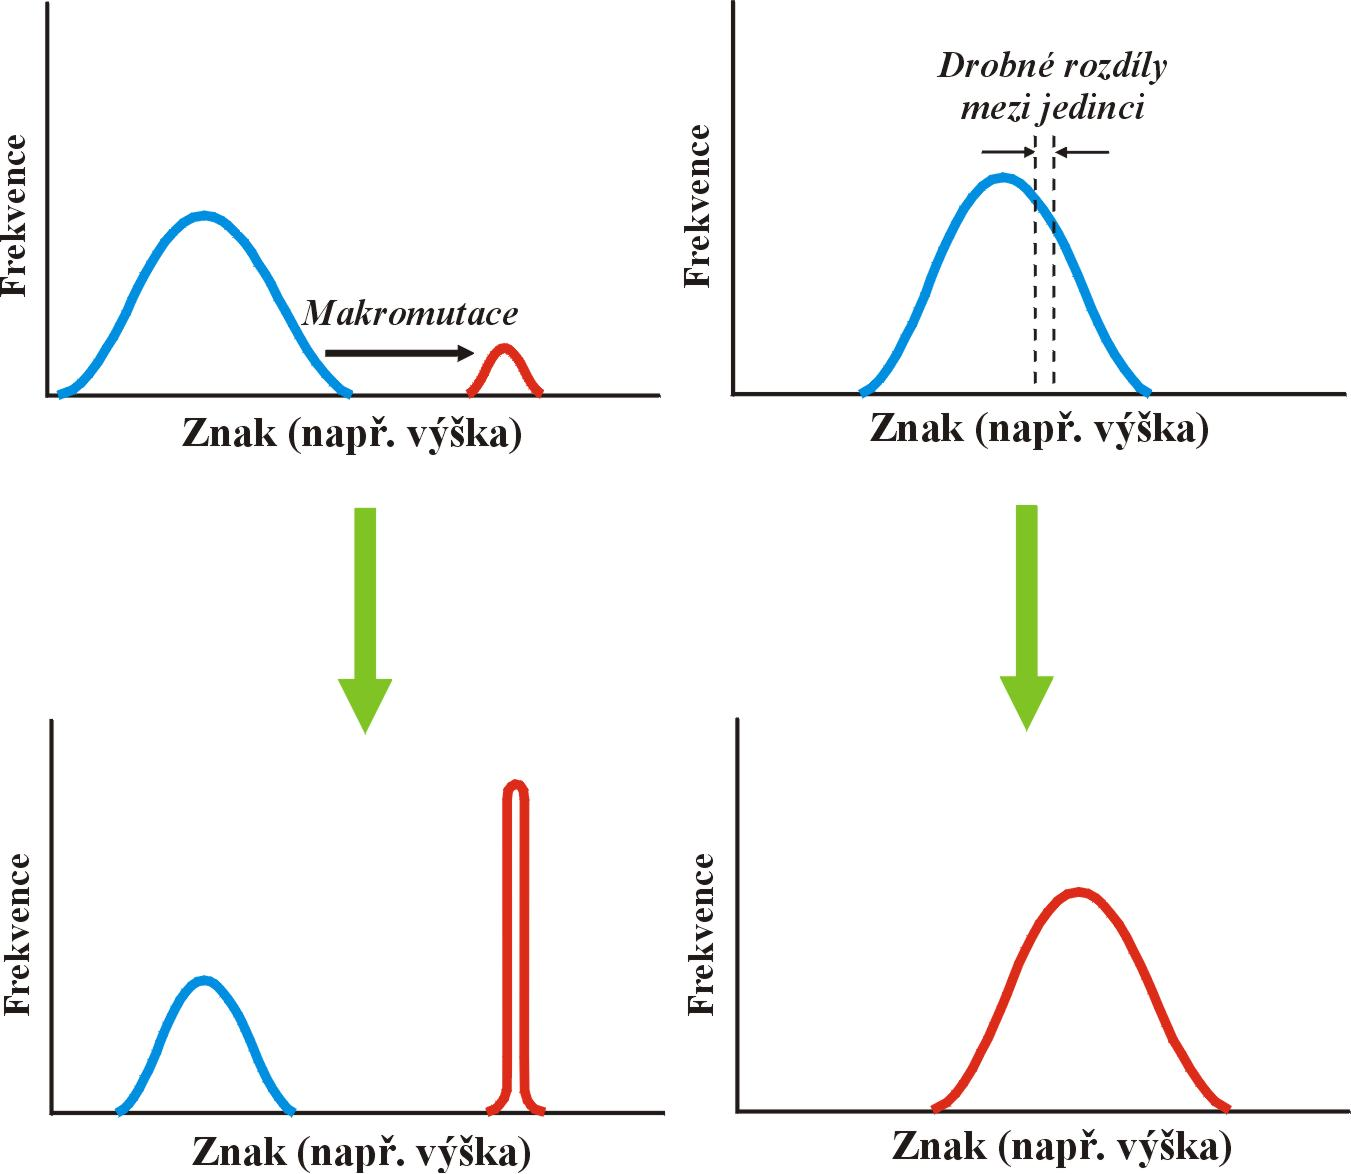 Frekvence
Makromutace
Znak (např. výška)
Drobné rozdíly
mezi jedinci
Frekvence
Znak (např. výška)
Frekvence
Znak (např. výška)
Frekvence
Znak (např. výška)